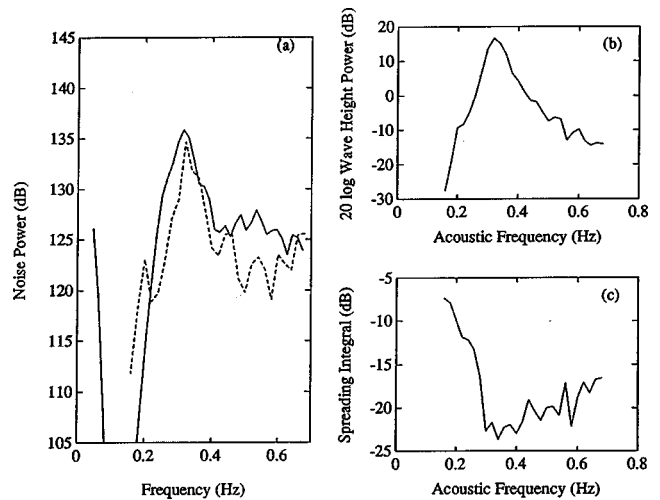 (a)
145
140
135
130
125
120
115
110
105
0 0.2 0.4 0.6
Noise Power (dB)
Frequency (Hz)
(b)
20
10
0
-10
-20
-30
0 0.2 0.4 0.6 0.8
20 log Wave Height Power (dB)
Acoustic Frequency (Hz)
(c)
-5
-10
-15
-20
-25
0 0.2 0.4 0.6 0.8
Spreading Integral (dB)
Acoustic Frequency (Hz)